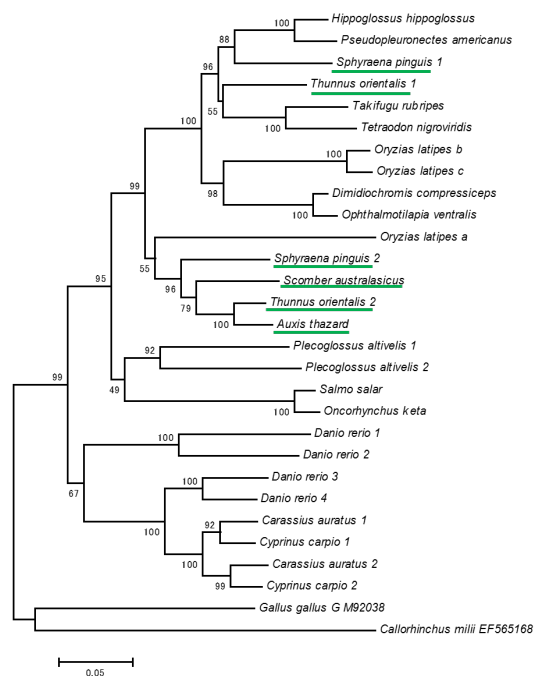 Hippoglossus hippoglossus
100
Pseudopleuronectes americanus
88
Sphyraena pinguis 1
96
Thunnus orientalis 1
55
Takifugu rubripes
100
Tetraodon nigroviridis
100
Oryzias latipes b
100
Oryzias latipes c
98
Dimidiochromis compressiceps
100
Ophthalmotilapia ventralis
99
Oryzias latipes a
55
Sphyraena pinguis 2
96
Scomber australasicus
79
Thunnus orientalis 2
100
Auxis thazard
95
Plecoglossus altivelis 1
92
Plecoglossus altivelis 2
49
Salmo salar
100
Oncorhynchus keta
99
Danio rerio 1
100
Danio rerio 2
67
Danio rerio 3
100
Danio rerio 4
100
Carassius auratus 1
92
Cyprinus carpio 1
100
Carassius auratus 2
99
Cyprinus carpio 2
Gallus gallus G M92038
Callorhinchus milii EF565168
0.05